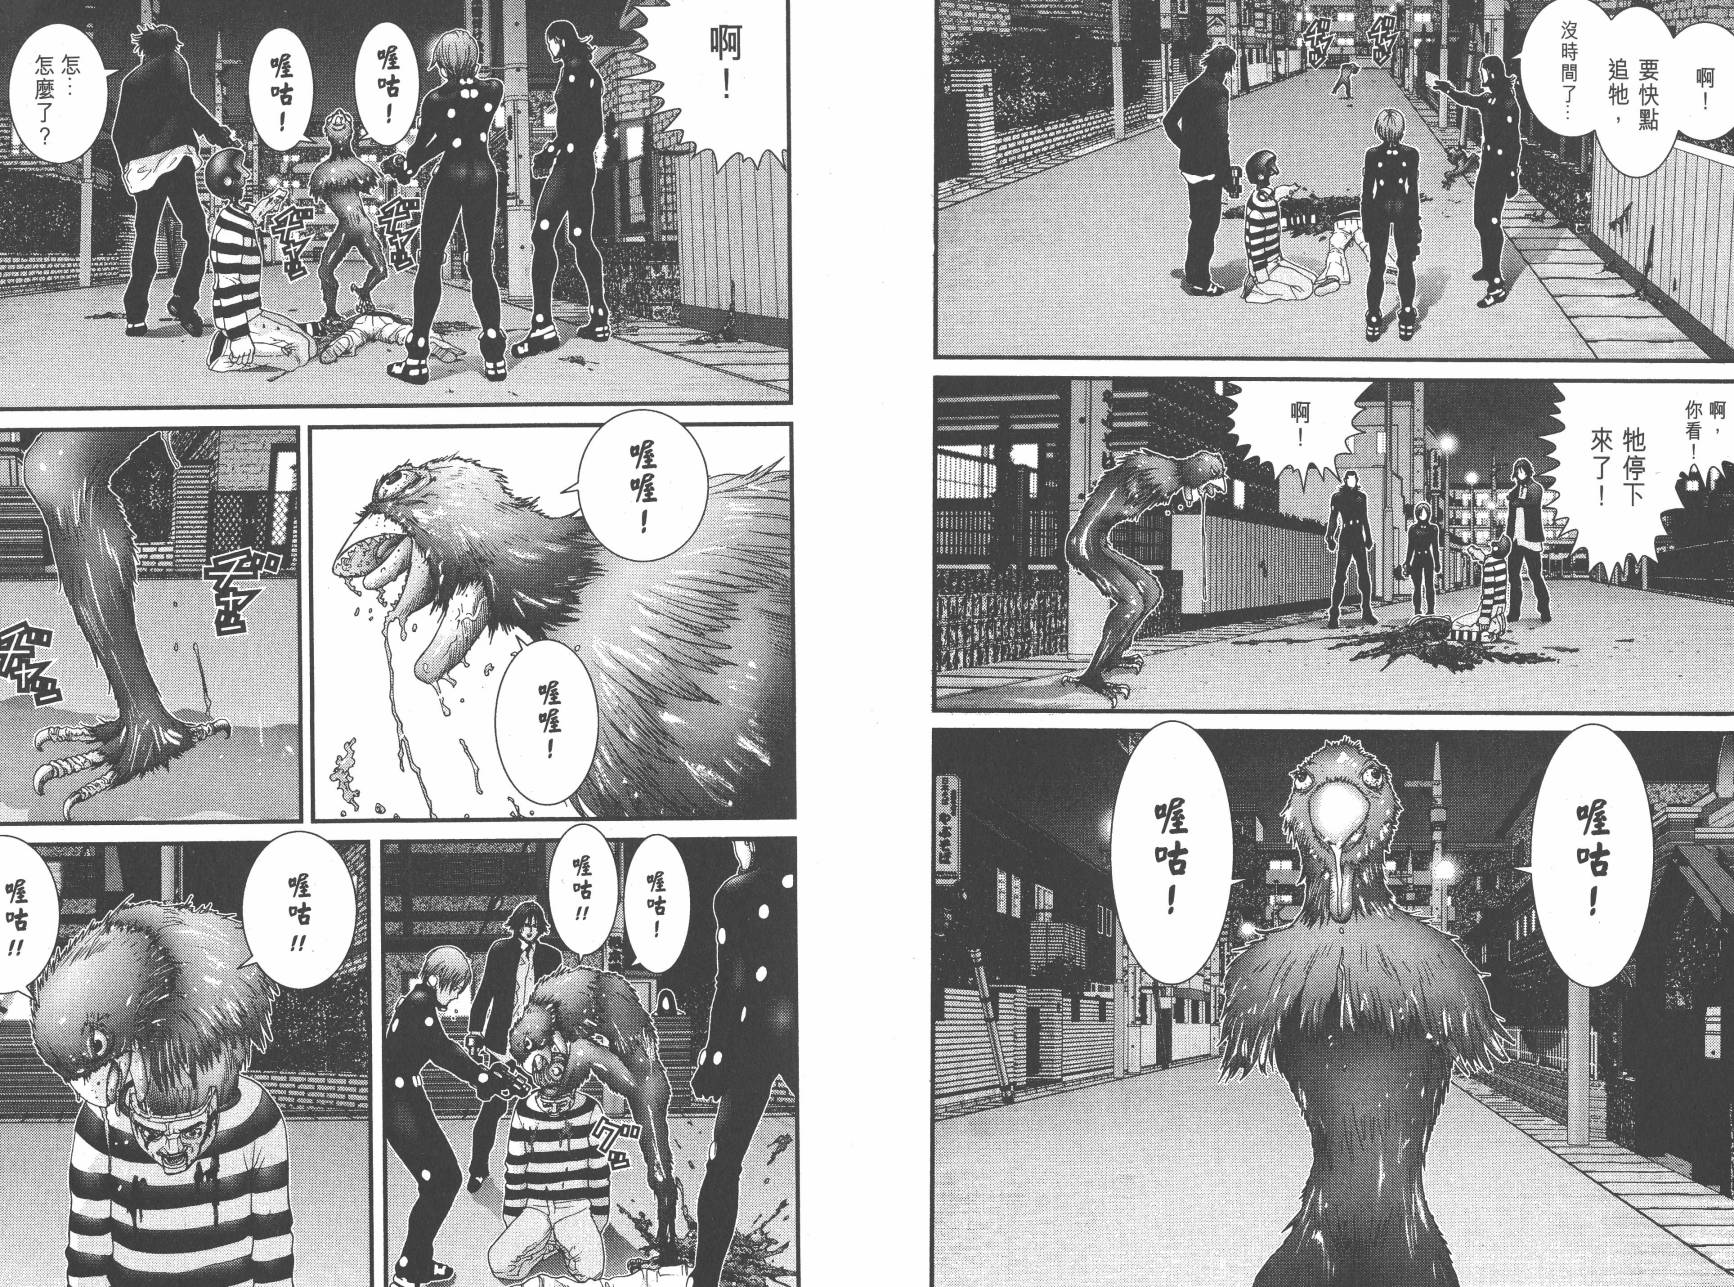 啊！
要快點
追牠，
沒時間了…
啊，
你看！
牠停下
來了！
啊！
喔咕！
喔咕！
啊！
喔咕！
喔咕！
怎…
怎麼了？
喔喔！
喔喔！
喔咕！
喔咕!!
喔咕!!
喔咕!!